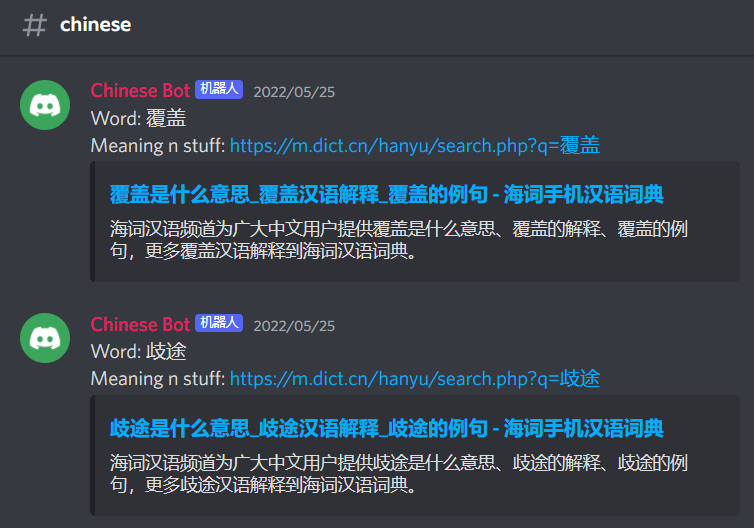 # chinese
Chinese Bot 机器人 2022/05/25
Word: 覆盖
Meaning n stuff: https://m.dict.cn/hanyu/search.php?q=覆盖
覆盖是什么意思_覆盖汉语解释_覆盖的例句 - 海词手机汉语词典
海词汉语频道为广大中文用户提供覆盖是什么意思、覆盖的解释、覆盖的例
句，更多覆盖汉语解释到海词汉语词典。
Chinese Bot 机器人 2022/05/25
Word: 歧途
Meaning n stuff: https://m.dict.cn/hanyu/search.php?q=歧途
歧途是什么意思_歧途汉语解释_歧途的例句 - 海词手机汉语词典
海词汉语频道为广大中文用户提供歧途是什么意思、歧途的解释、歧途的例
句，更多歧途汉语解释到海词汉语词典。